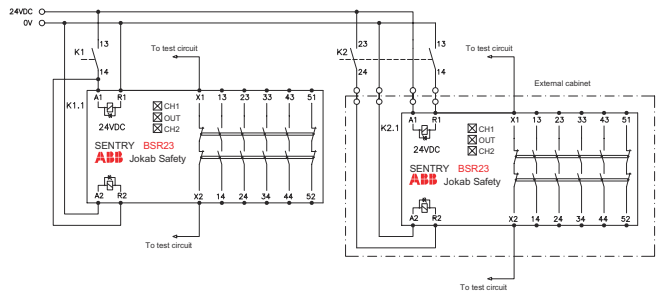 24VDC
0V
K1
13
14
To test circuit
K1.1
A1 R1 X1 13 23 33 43 51
24VDC
CH1
OUT
CH2
SENTRY BSR23
ABB Jokab Safety
A2 R2 X2 14 24 34 44 52
To test circuit
K2
23 13
24 14
To test circuit
External cabinet
K2.1
A1 R1 X1 13 23 33 43 51
24VDC
CH1
OUT
CH2
SENTRY BSR23
ABB Jokab Safety
A2 R2 X2 14 24 34 44 52
To test circuit